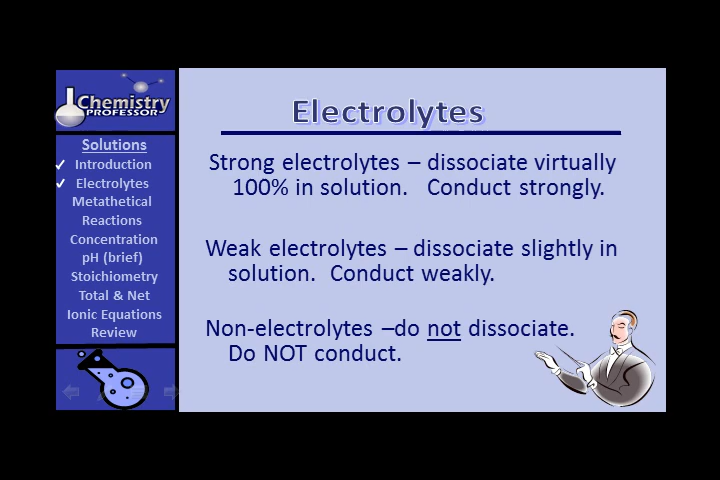 Chemistry
PROFESSOR
Solutions
✓ Introduction
✓ Electrolytes
Metathetical
Reactions
Concentration
pH (brief)
Stoichiometry
Total & Net
Ionic Equations
Review
Electrolytes
Strong electrolytes – dissociate virtually
100% in solution. Conduct strongly.
Weak electrolytes – dissociate slightly in
solution. Conduct weakly.
Non-electrolytes –do not dissociate.
Do NOT conduct.